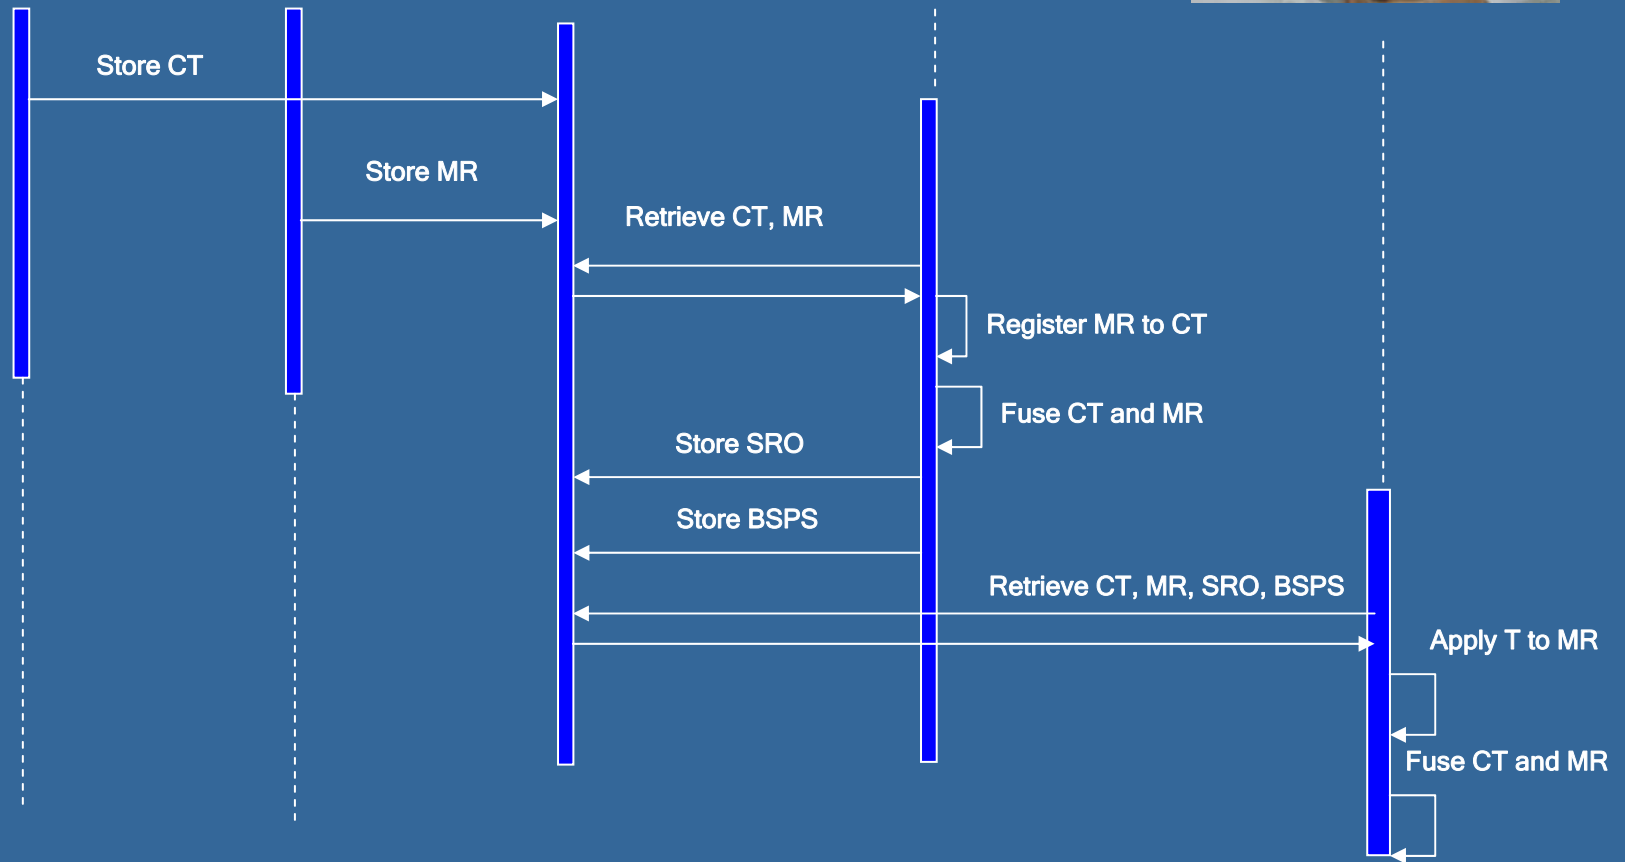 Store CT
Store MR
Retrieve CT, MR
Register MR to CT
Fuse CT and MR
Store SRO
Store BSPS
Retrieve CT, MR, SRO, BSPS
Apply T to MR
Fuse CT and MR